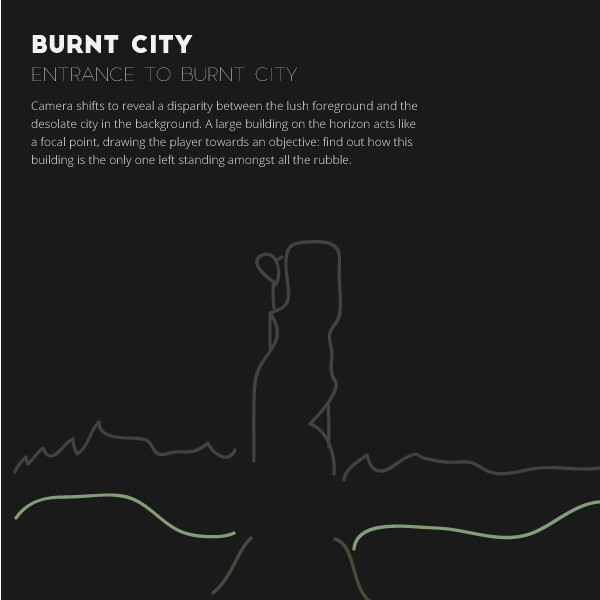 BURNT CITY
ENTRANCE TO BURNT CITY
Camera shifts to reveal a disparity between the lush foreground and the
desolate city in the background. A large building on the horizon acts like
a focal point, drawing the player towards an objective: find out how this
building is the only one left standing amongst all the rubble.